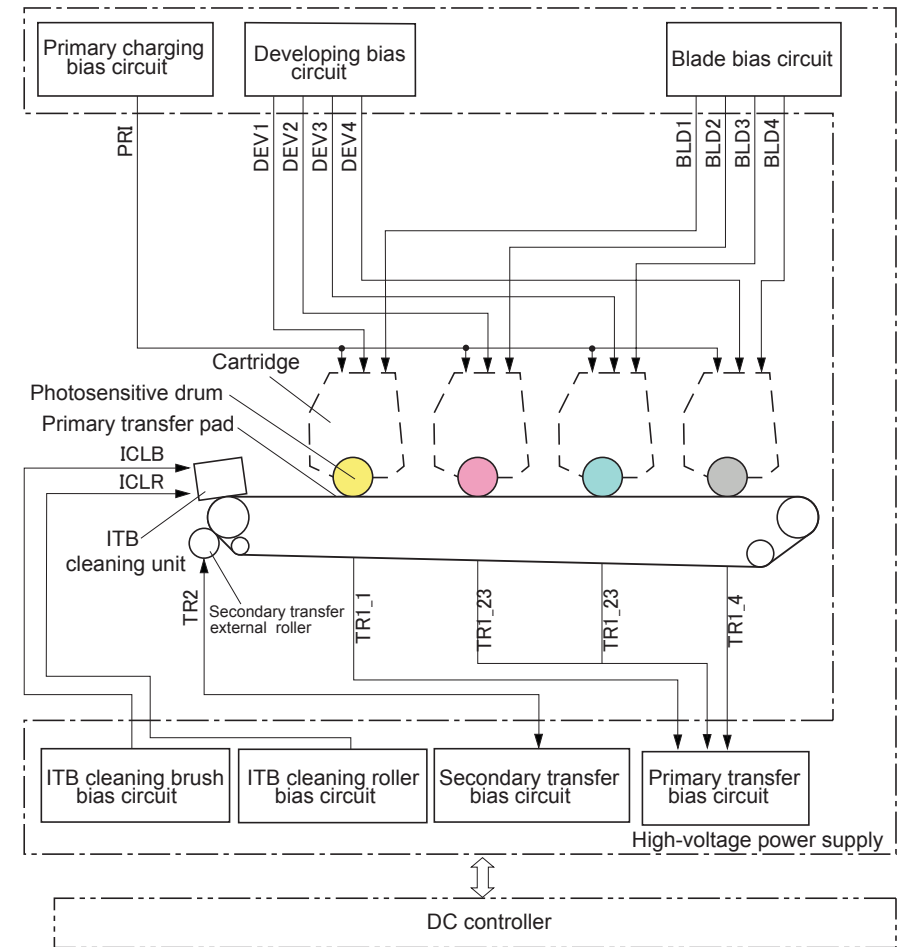 Primary charging
bias circuit
Developing bias
circuit
Blade bias circuit
PRI
DEV1
DEV2
DEV3
DEV4
BLD1
BLD2
BLD3
BLD4
Cartridge
Photosensitive drum
Primary transfer pad
ICLB
ICLR
ITB
cleaning unit
TR2
Secondary transfer
external roller
TR1_1
TR1_23
TR1_23
TR1_4
ITB cleaning brush
bias circuit
ITB cleaning roller
bias circuit
Secondary transfer
bias circuit
Primary transfer
bias circuit
High-voltage power supply
DC controller